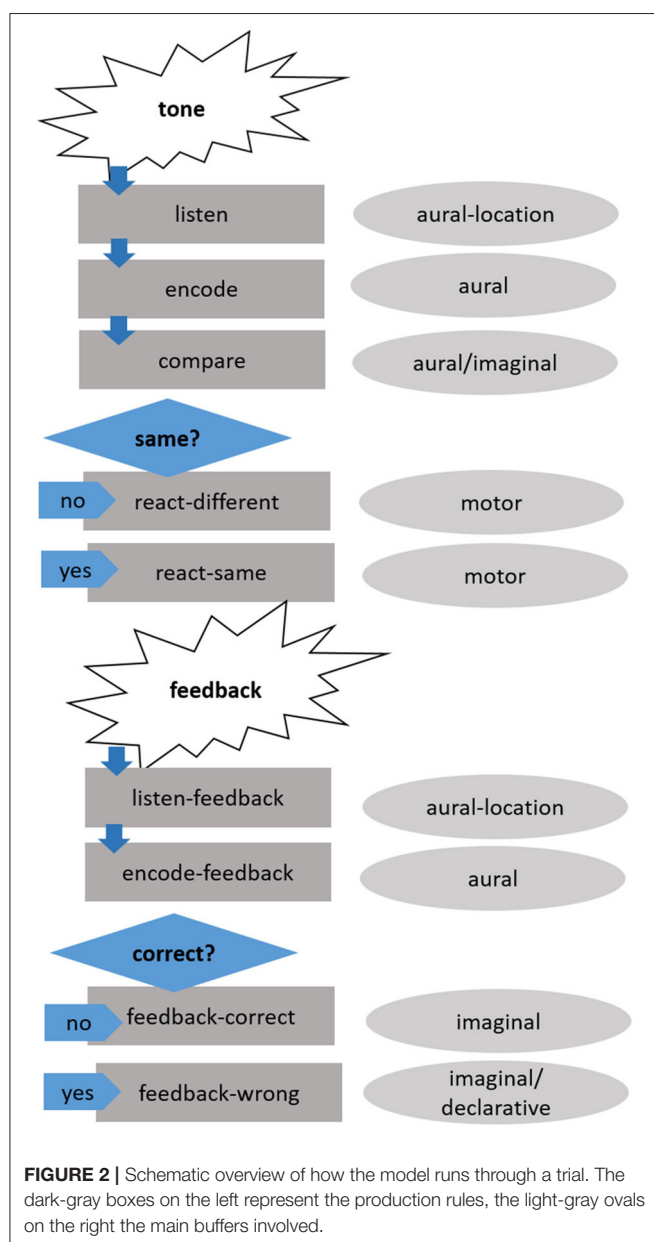 tone
listen
aural-location
encode
aural
compare
aural/imaginal
same?
no
react-different
motor
yes
react-same
motor
feedback
listen-feedback
aural-location
encode-feedback
aural
correct?
no
feedback-correct
imaginal
yes
feedback-wrong
imaginal/
declarative
FIGURE 2 | Schematic overview of how the model runs through a trial. The
dark-gray boxes on the left represent the production rules, the light-gray ovals
on the right the main buffers involved.